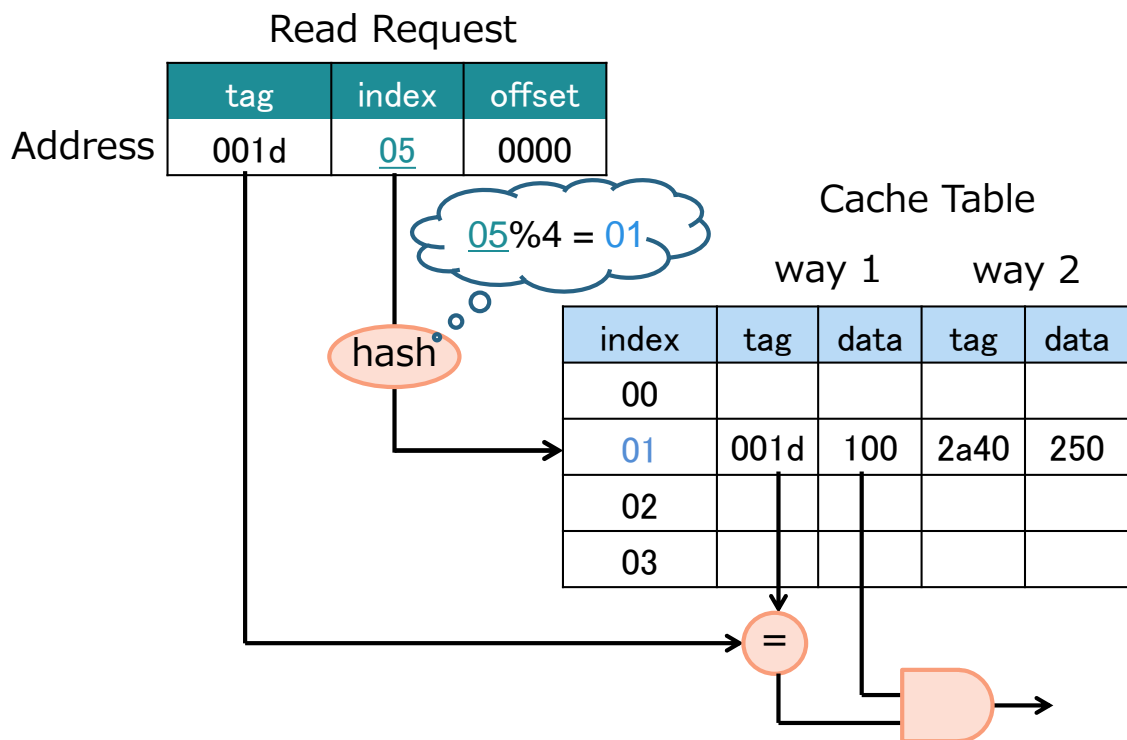 Read Request
tag index offset
Address 001d 05 0000
05%4 = 01
Cache Table
way 1 way 2
hash
index tag data tag data
00
01 001d 100 2a40 250
02
03
=